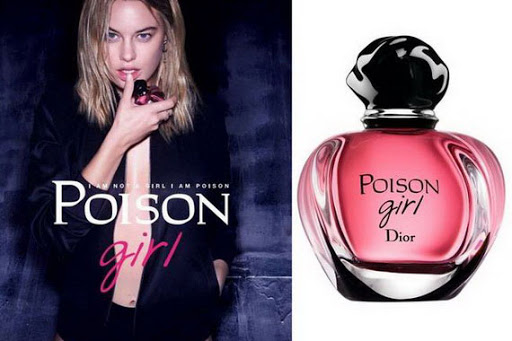 I AM NOT A GIRL I AM POISON
POISON
girl
POISON
girl
Dior